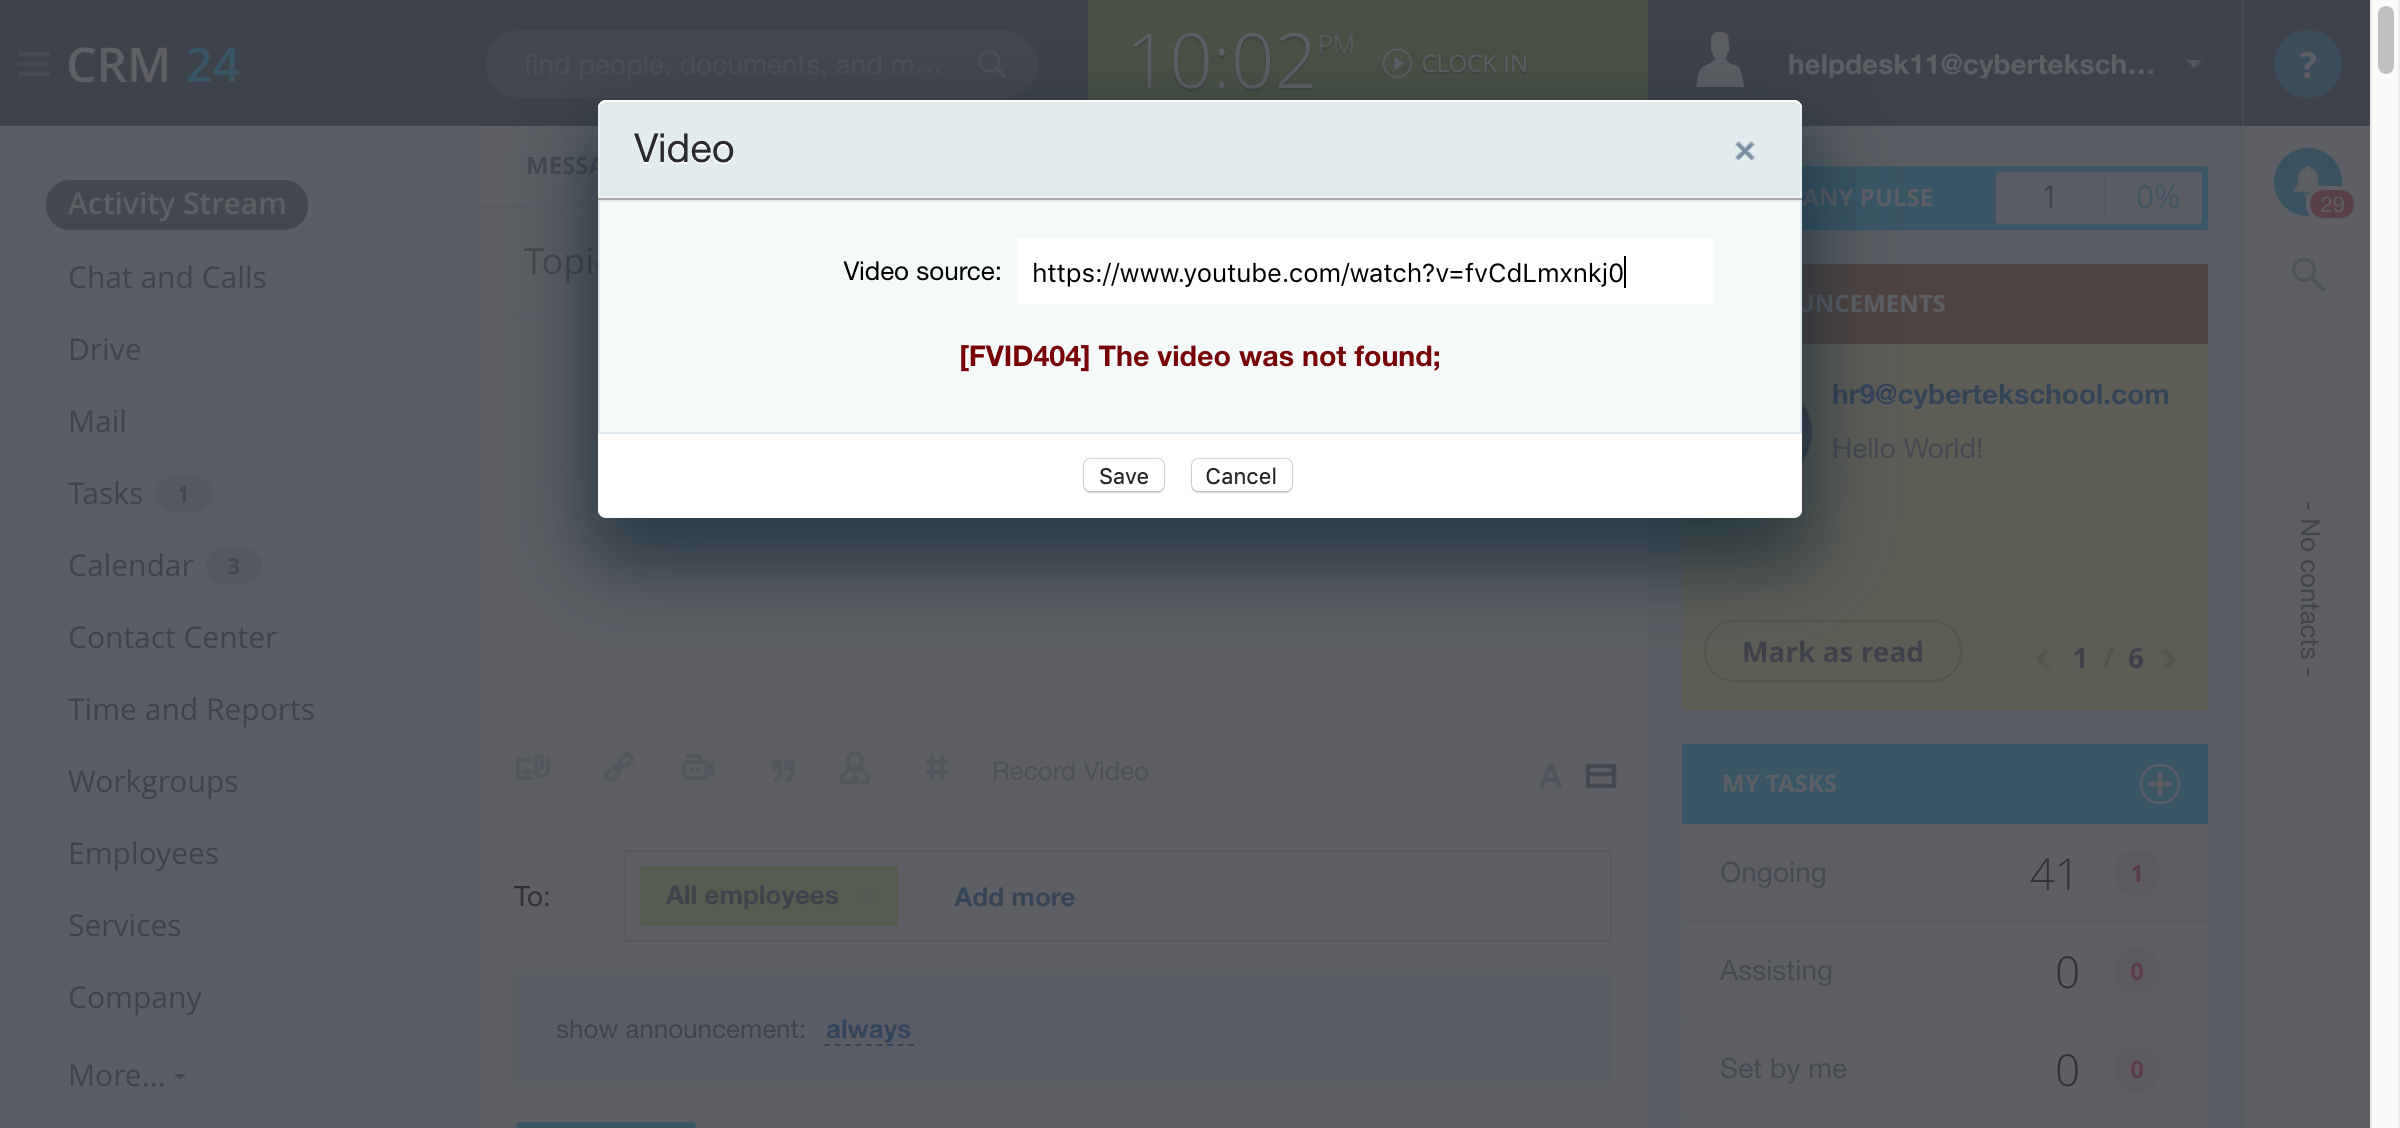 CRM 24
find people, documents, and m...
10:02 PM
CLOCK IN
helpdesk11@cyberteksch...
?
Video
×
Video source:
https://www.youtube.com/watch?v=fvCdLmxnkj0
[FVID404] The video was not found;
Save
Cancel
Activity Stream
Chat and Calls
Drive
Mail
Tasks 1
Calendar 3
Contact Center
Time and Reports
Workgroups
Employees
Services
Company
More...
MESSA
Topi
Record Video
A
To:
All employees
Add more
show announcement: always
ANY PULSE
1
0%
UNCEMENTS
hr9@cybertekschool.com
Hello World!
Mark as read
1 / 6
MY TASKS
Ongoing 41 1
Assisting 0 0
Set by me 0 0
29
- No contacts -